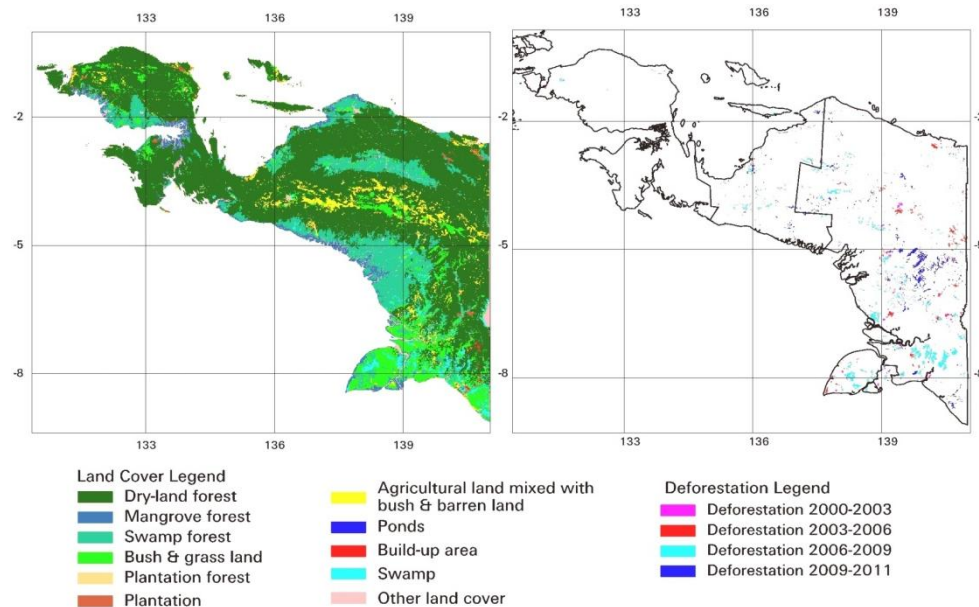 133 136 139
133 136 139
-2 -2
-5 -5
-8 -8
133 136 139
133 136 139
Land Cover Legend
Dry-land forest
Mangrove forest
Swamp forest
Bush & grass land
Plantation forest
Plantation
Agricultural land mixed with
bush & barren land
Ponds
Build-up area
Swamp
Other land cover
Deforestation Legend
Deforestation 2000-2003
Deforestation 2003-2006
Deforestation 2006-2009
Deforestation 2009-2011